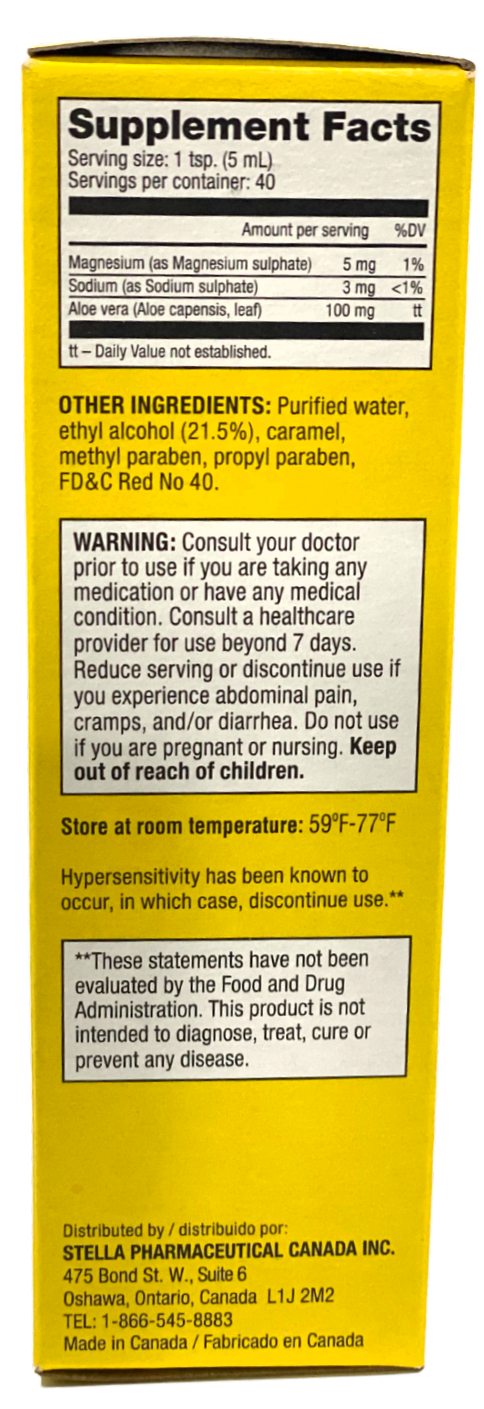 Supplement Facts
Serving size: 1 tsp. (5 mL)
Servings per container: 40
Amount per serving %DV
Magnesium (as Magnesium sulphate) 5 mg 1%
Sodium (as Sodium sulphate) 3 mg <1%
Aloe vera (Aloe capensis, leaf) 100 mg tt
tt – Daily Value not established.
OTHER INGREDIENTS: Purified water,
ethyl alcohol (21.5%), caramel,
methyl paraben, propyl paraben,
FD&C Red No 40.
WARNING: Consult your doctor
prior to use if you are taking any
medication or have any medical
condition. Consult a healthcare
provider for use beyond 7 days.
Reduce serving or discontinue use if
you experience abdominal pain,
cramps, and/or diarrhea. Do not use
if you are pregnant or nursing. Keep
out of reach of children.
Store at room temperature: 59ºF-77ºF
Hypersensitivity has been known to
occur, in which case, discontinue use.**
**These statements have not been
evaluated by the Food and Drug
Administration. This product is not
intended to diagnose, treat, cure or
prevent any disease.
Distributed by / distribuido por:
STELLA PHARMACEUTICAL CANADA INC.
475 Bond St. W., Suite 6
Oshawa, Ontario, Canada L1J 2M2
TEL: 1-866-545-8883
Made in Canada / Fabricado en Canada